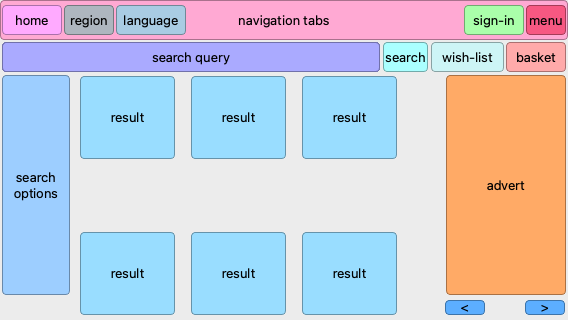 home
region
language
navigation tabs
sign-in
menu
search query
search
wish-list
basket
search
options
result
result
result
advert
result
result
result
<
>